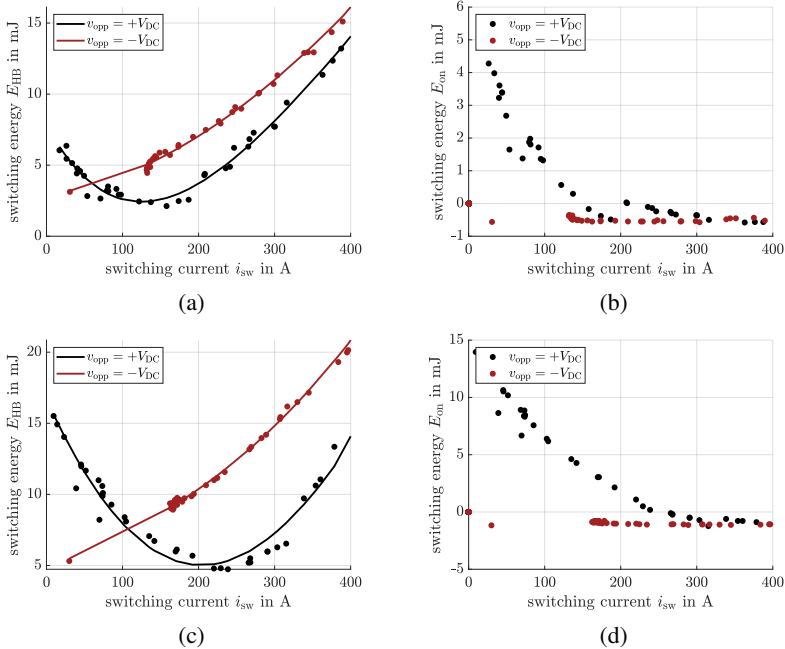 15
10
5
0
0
100
200
300
400
switching energy E_HB in mJ
switching current i_sw in A
v_opp = +V_DC
v_opp = −V_DC
(a)
6
5
4
3
2
1
0
-1
0
100
200
300
400
switching energy E_on in mJ
switching current i_sw in A
v_opp = +V_DC
v_opp = −V_DC
(b)
20
15
10
5
0
100
200
300
400
switching energy E_HB in mJ
switching current i_sw in A
v_opp = +V_DC
v_opp = −V_DC
(c)
15
10
5
0
-5
0
100
200
300
400
switching energy E_on in mJ
switching current i_sw in A
v_opp = +V_DC
v_opp = −V_DC
(d)